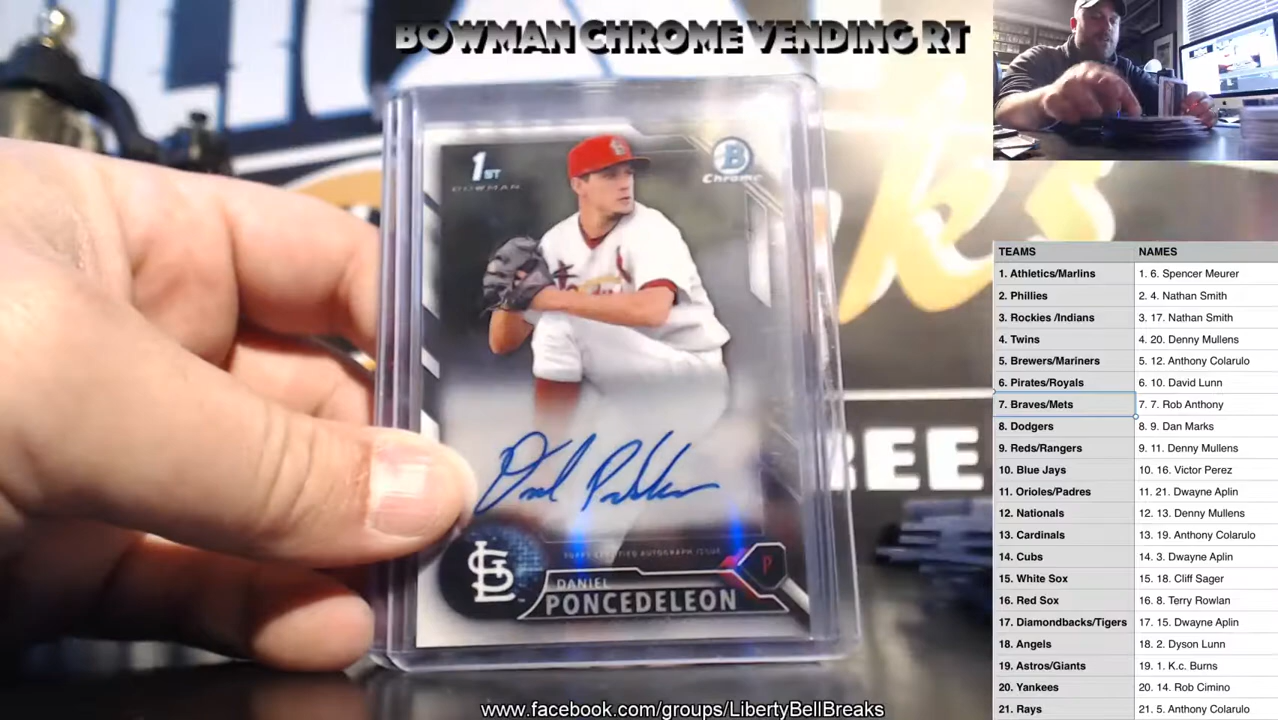 BOWMAN CHROME VENDING RT
1ST
BOWMAN
B
Chrome
TOPPS CERTIFIED AUTOGRAPH ISSUE
P
STL
DANIEL
PONCEDELEON
REE
TEAMS NAMES
1. Athletics/Marlins 1. 6. Spencer Meurer
2. Phillies 2. 4. Nathan Smith
3. Rockies /Indians 3. 17. Nathan Smith
4. Twins 4. 20. Denny Mullens
5. Brewers/Mariners 5. 12. Anthony Colarulo
6. Pirates/Royals 6. 10. David Lunn
7. Braves/Mets 7. 7. Rob Anthony
8. Dodgers 8. 9. Dan Marks
9. Reds/Rangers 9. 11. Denny Mullens
10. Blue Jays 10. 16. Victor Perez
11. Orioles/Padres 11. 21. Dwayne Aplin
12. Nationals 12. 13. Denny Mullens
13. Cardinals 13. 19. Anthony Colarulo
14. Cubs 14. 3. Dwayne Aplin
15. White Sox 15. 18. Cliff Sager
16. Red Sox 16. 8. Terry Rowlan
17. Diamondbacks/Tigers 17. 15. Dwayne Aplin
18. Angels 18. 2. Dyson Lunn
19. Astros/Giants 19. 1. K.c. Burns
20. Yankees 20. 14. Rob Cimino
21. Rays 21. 5. Anthony Colarulo
www.facebook.com/groups/LibertyBellBreaks